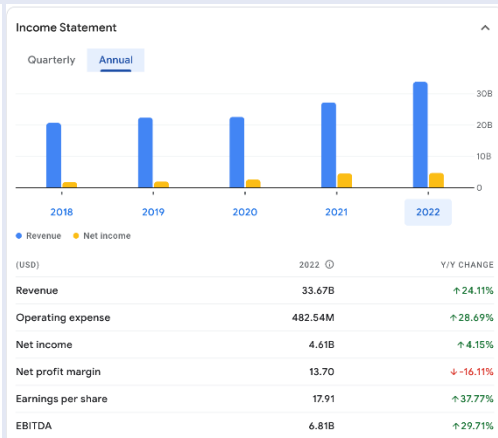 Income Statement
Quarterly Annual
30B
20B
10B
0
2018 2019 2020 2021 2022
Revenue Net income
(USD) 2022 Y/Y CHANGE
Revenue 33.67B ↑24.11%
Operating expense 482.54M ↑28.69%
Net income 4.61B ↑4.15%
Net profit margin 13.70 ↓-16.11%
Earnings per share 17.91 ↑37.77%
EBITDA 6.81B ↑29.71%